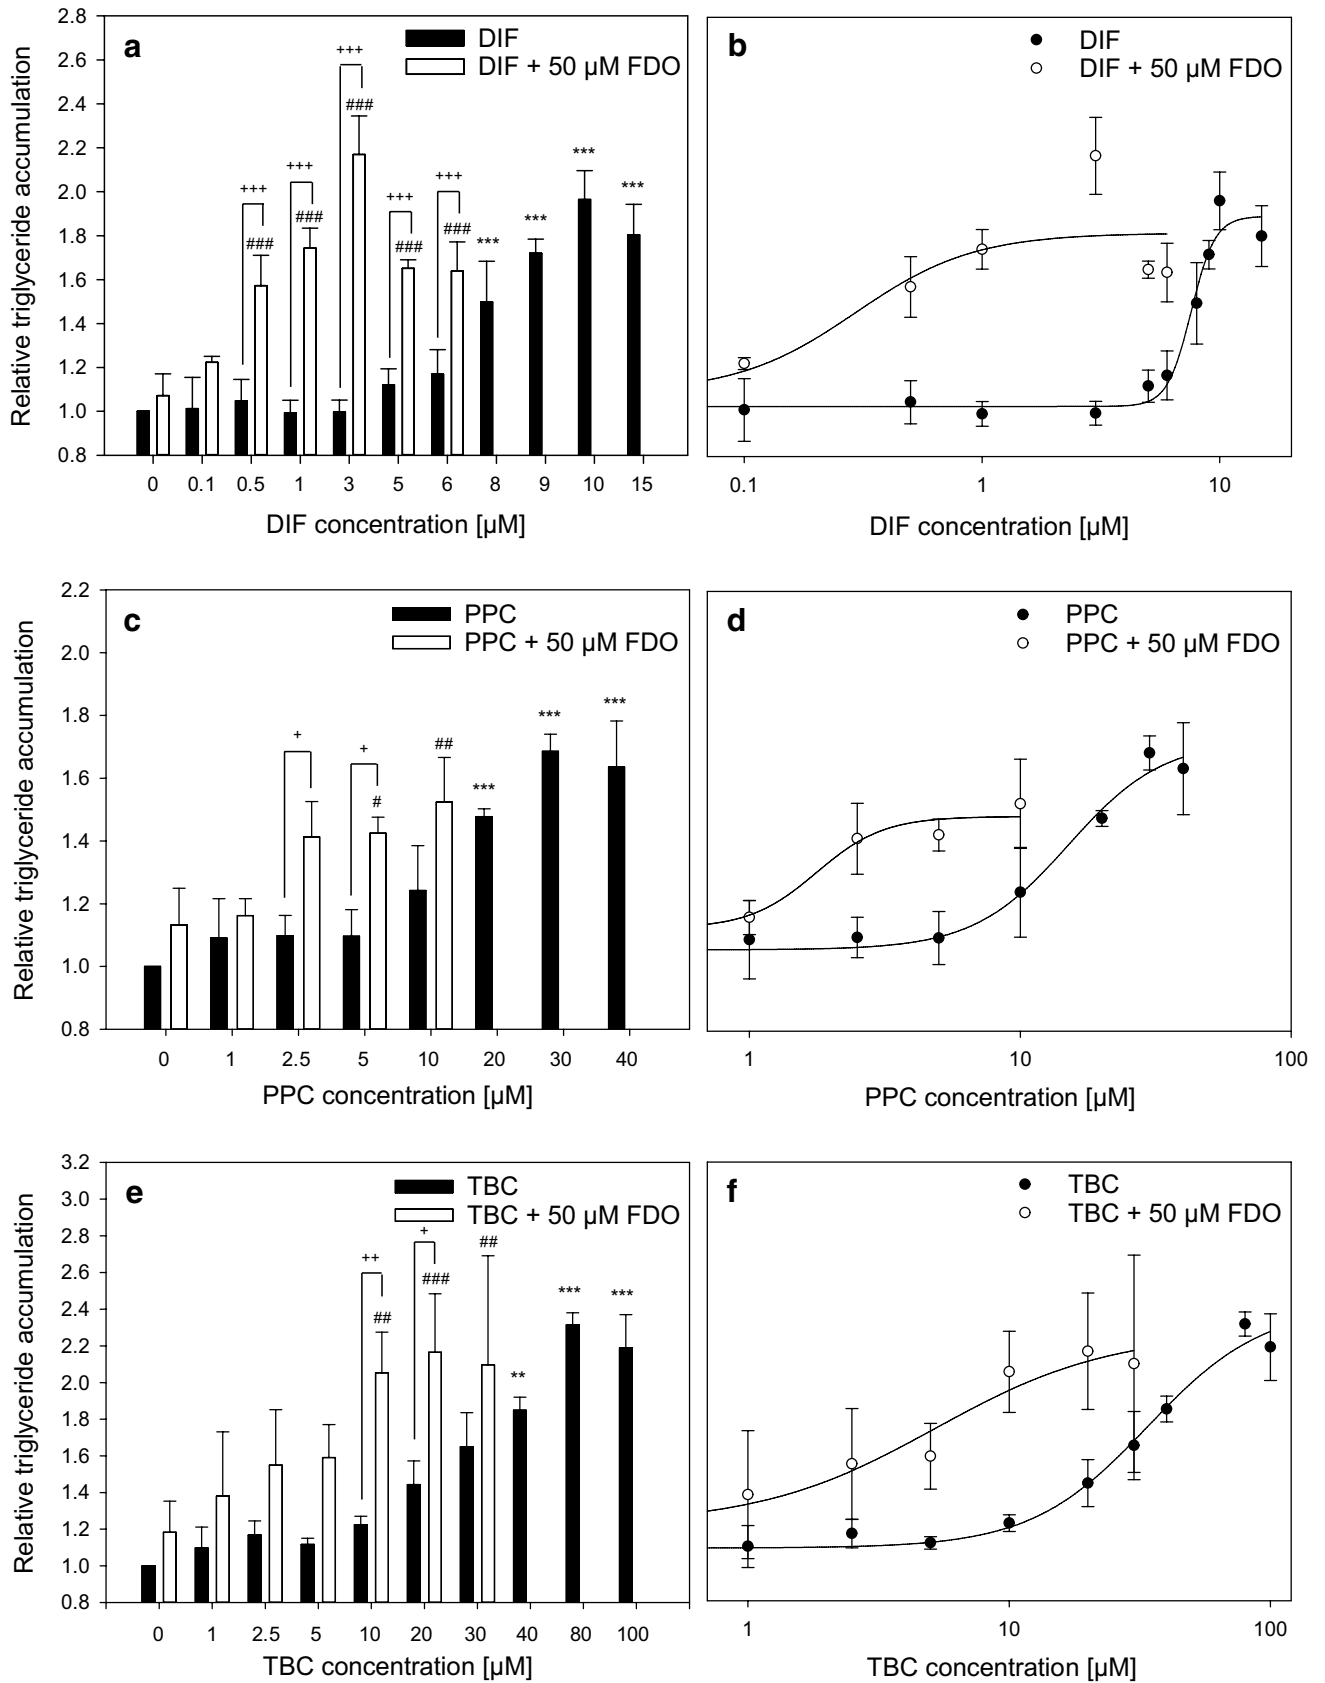 a
DIF
DIF + 50 µM FDO
Relative triglyceride accumulation
2.8
2.6
2.4
2.2
2.0
1.8
1.6
1.4
1.2
1.0
0.8
+++ ### +++ ### +++ ### +++ ### +++ ### *** *** *** ***
0 0.1 0.5 1 3 5 6 8 9 10 15
DIF concentration [µM]
b
DIF
DIF + 50 µM FDO
0.1 1 10
DIF concentration [µM]
c
PPC
PPC + 50 µM FDO
Relative triglyceride accumulation
2.2
2.0
1.8
1.6
1.4
1.2
1.0
0.8
+ + # ## *** *** ***
0 1 2.5 5 10 20 30 40
PPC concentration [µM]
d
PPC
PPC + 50 µM FDO
1 10 100
PPC concentration [µM]
e
TBC
TBC + 50 µM FDO
Relative triglyceride accumulation
3.2
3.0
2.8
2.6
2.4
2.2
2.0
1.8
1.6
1.4
1.2
1.0
0.8
++ ## + ### ## ** *** ***
0 1 2.5 5 10 20 30 40 80 100
TBC concentration [µM]
f
TBC
TBC + 50 µM FDO
1 10 100
TBC concentration [µM]